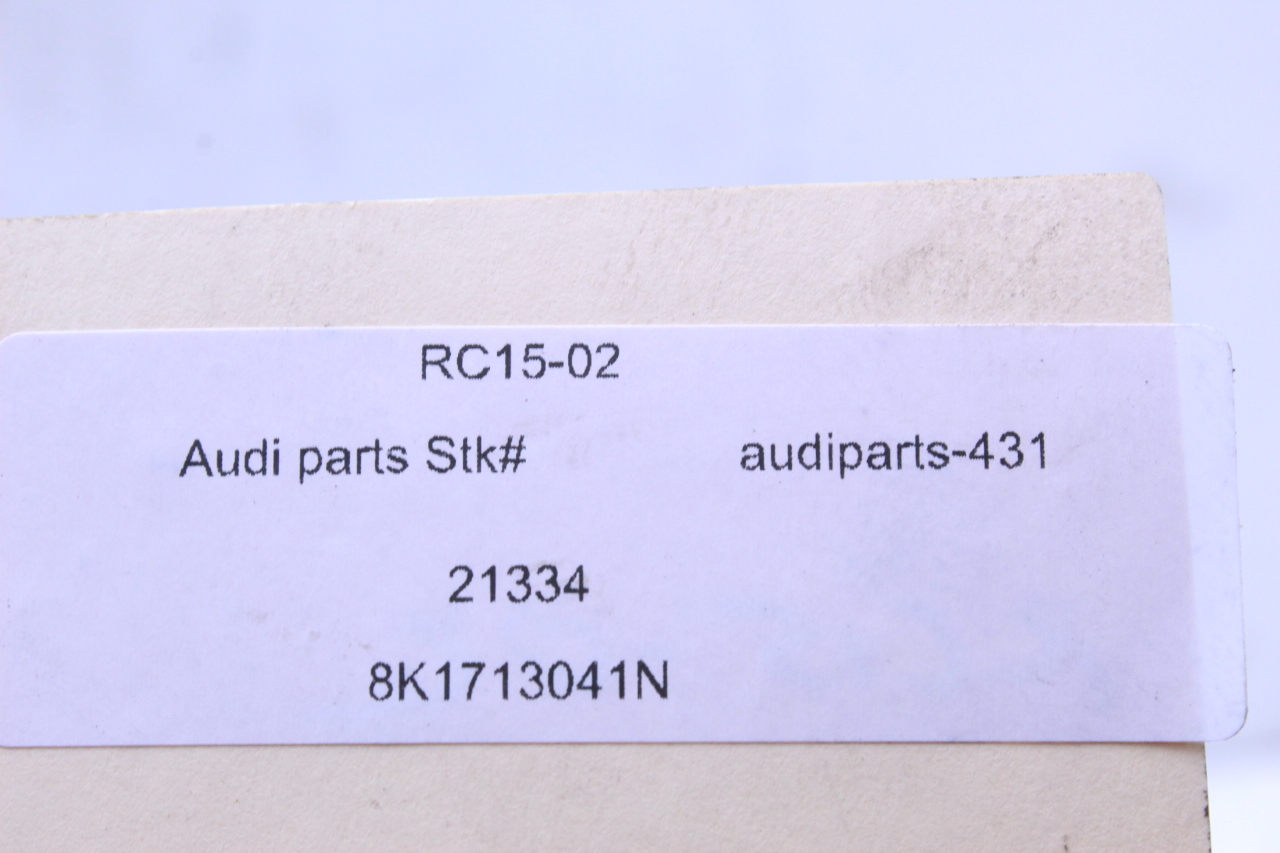 RC15-02
Audi parts Stk# audiparts-431
21334
8K1713041N